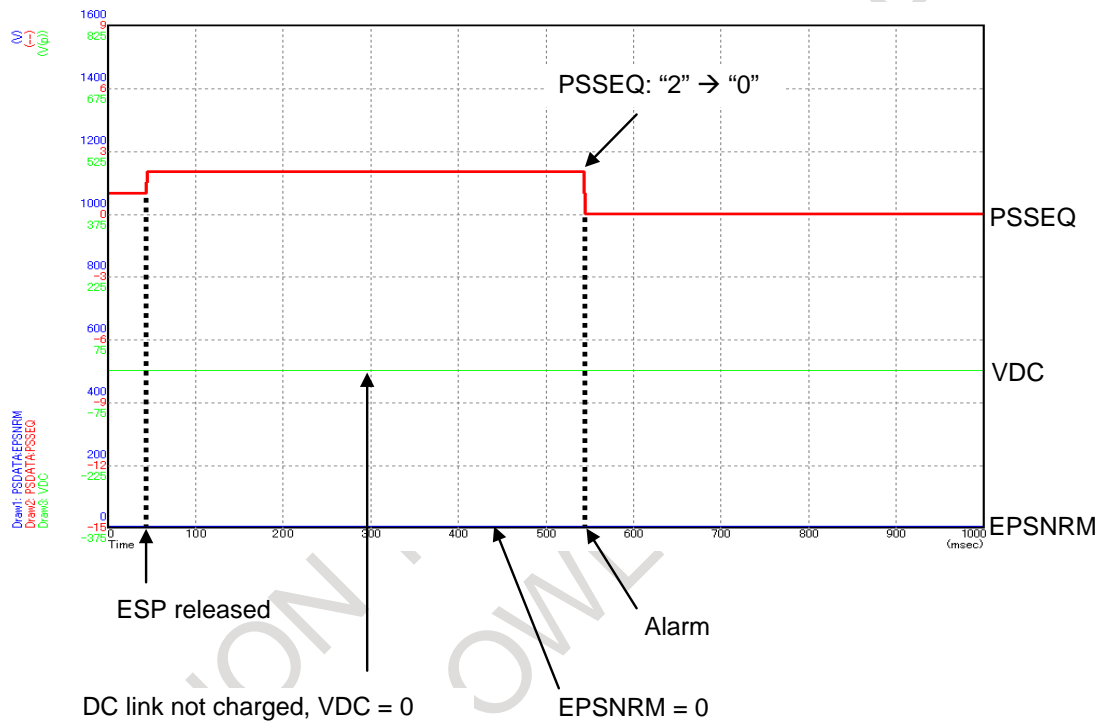 1600
9
825
(V)
(--)
(V(p))
1400
6
675
PSSEQ: “2” → “0”
1200
3
525
1000
0
375
PSSEQ
800
-3
225
600
-6
75
VDC
400
-9
-75
200
-12
-225
0
-15
-375
Draw1: PSDATA:EPSNRM
Draw2: PSDATA:PSSEQ
Draw3: VDC
EPSNRM
0 100 200 300 400 500 600 700 800 900 1000
Time (msec)
ESP released
Alarm
DC link not charged, VDC = 0
EPSNRM = 0
ION
OWL